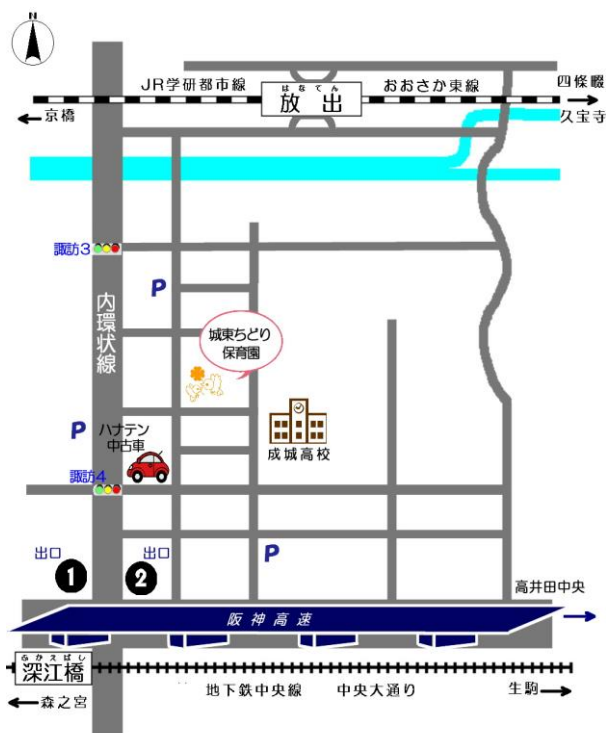 N
JR学研都市線
はなてん
放出
おおさか東線
四條畷
京橋
久宝寺
諏訪3
P
内環状線
城東ちどり
保育園
P
ハナテン
中古車
成城高校
諏訪4
出口
1
出口
2
P
高井田中央
阪神高速
ふかえばし
深江橋
地下鉄中央線
中央大通り
生駒
森之宮